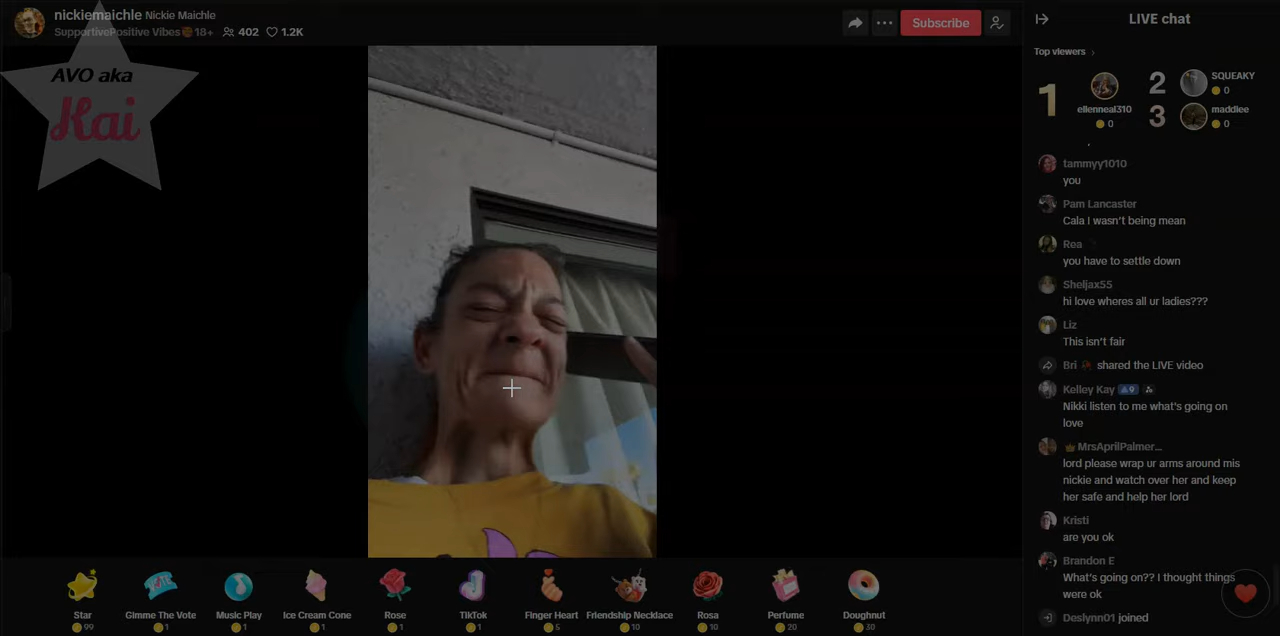 nickiemaichle Nickie Maichle
SupportivePositive Vibes 18+ 402 1.2K
Subscribe
LIVE chat
AVO aka
Kai
Top viewers
1
ellenneal310
0
2
SQUEAKY
0
3
maddlee
0
tammyy1010
you
Pam Lancaster
Cala I wasn't being mean
Rea
you have to settle down
Sheljax55
hi love wheres all ur ladies???
Liz
This isn't fair
Bri shared the LIVE video
Kelley Kay 9
Nikki listen to me what's going on
love
MrsAprilPalmer...
lord please wrap ur arms around mis
nickie and watch over her and keep
her safe and help her lord
Kristi
are you ok
Brandon E
What's going on?? I thought things
were ok
Deslynn01 joined
Star
99
Gimme The Vote
1
Music Play
1
Ice Cream Cone
1
Rose
1
TikTok
1
Finger Heart
5
Friendship Necklace
10
Rosa
10
Perfume
20
Doughnut
30